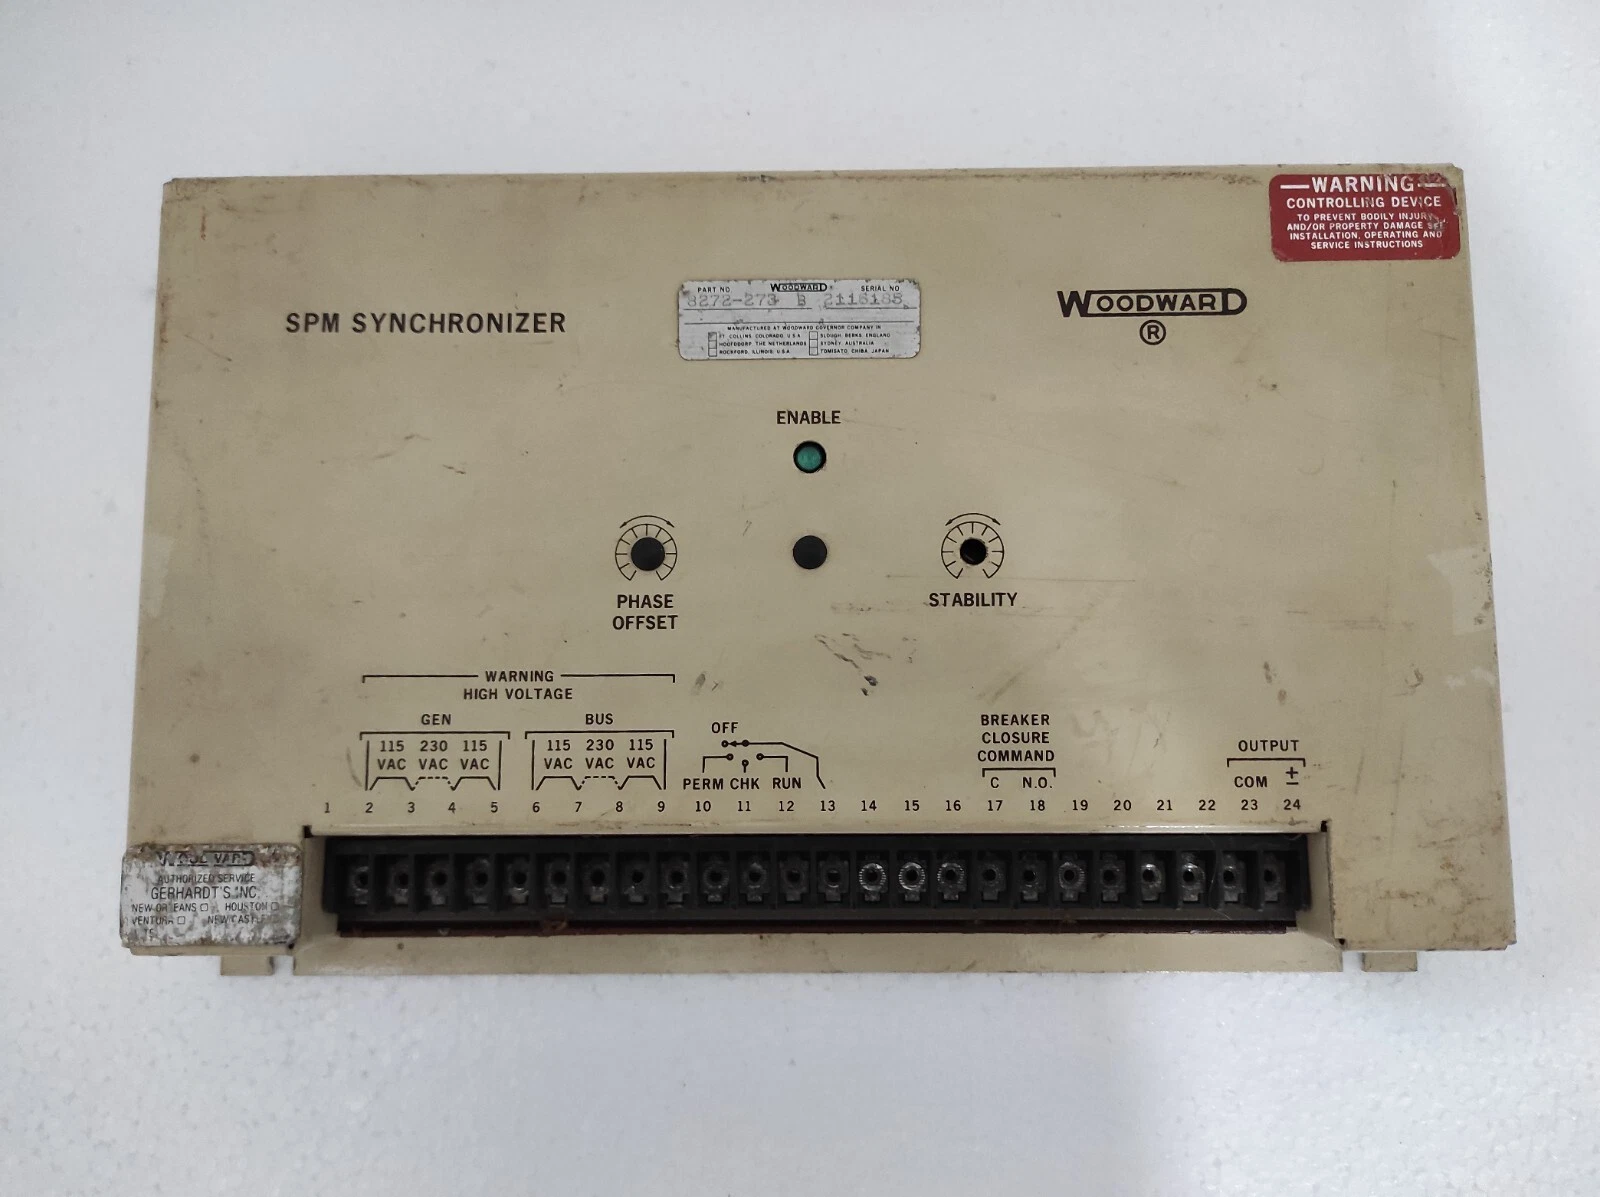 WARNING
CONTROLLING DEVICE
TO PREVENT BODILY INJURY
AND/OR PROPERTY DAMAGE SEE
INSTALLATION, OPERATING AND
SERVICE INSTRUCTIONS
SPM SYNCHRONIZER
PART NO. WOODWARD ® SERIAL NO.
8272-273 B 2116188
MANUFACTURED AT WOODWARD GOVERNOR COMPANY IN
FT. COLLINS, COLORADO, U.S.A. SLOUGH, BERKS, ENGLAND
HOOFDDORP, THE NETHERLANDS SYDNEY, AUSTRALIA
ROCKFORD, ILLINOIS, U.S.A. TOMISATO, CHIBA, JAPAN
WOODWARD
®
ENABLE
PHASE
OFFSET
STABILITY
WARNING
HIGH VOLTAGE
GEN
115 230 115
VAC VAC VAC
BUS
115 230 115
VAC VAC VAC
OFF
PERM CHK RUN
BREAKER
CLOSURE
COMMAND
C N.O.
OUTPUT
COM ±
1 2 3 4 5 6 7 8 9 10 11 12 13 14 15 16 17 18 19 20 21 22 23 24
WOODWARD
AUTHORIZED SERVICE
GERHARDT'S INC.
NEW ORLEANS HOUSTON
VENTURA NEW CASTLE